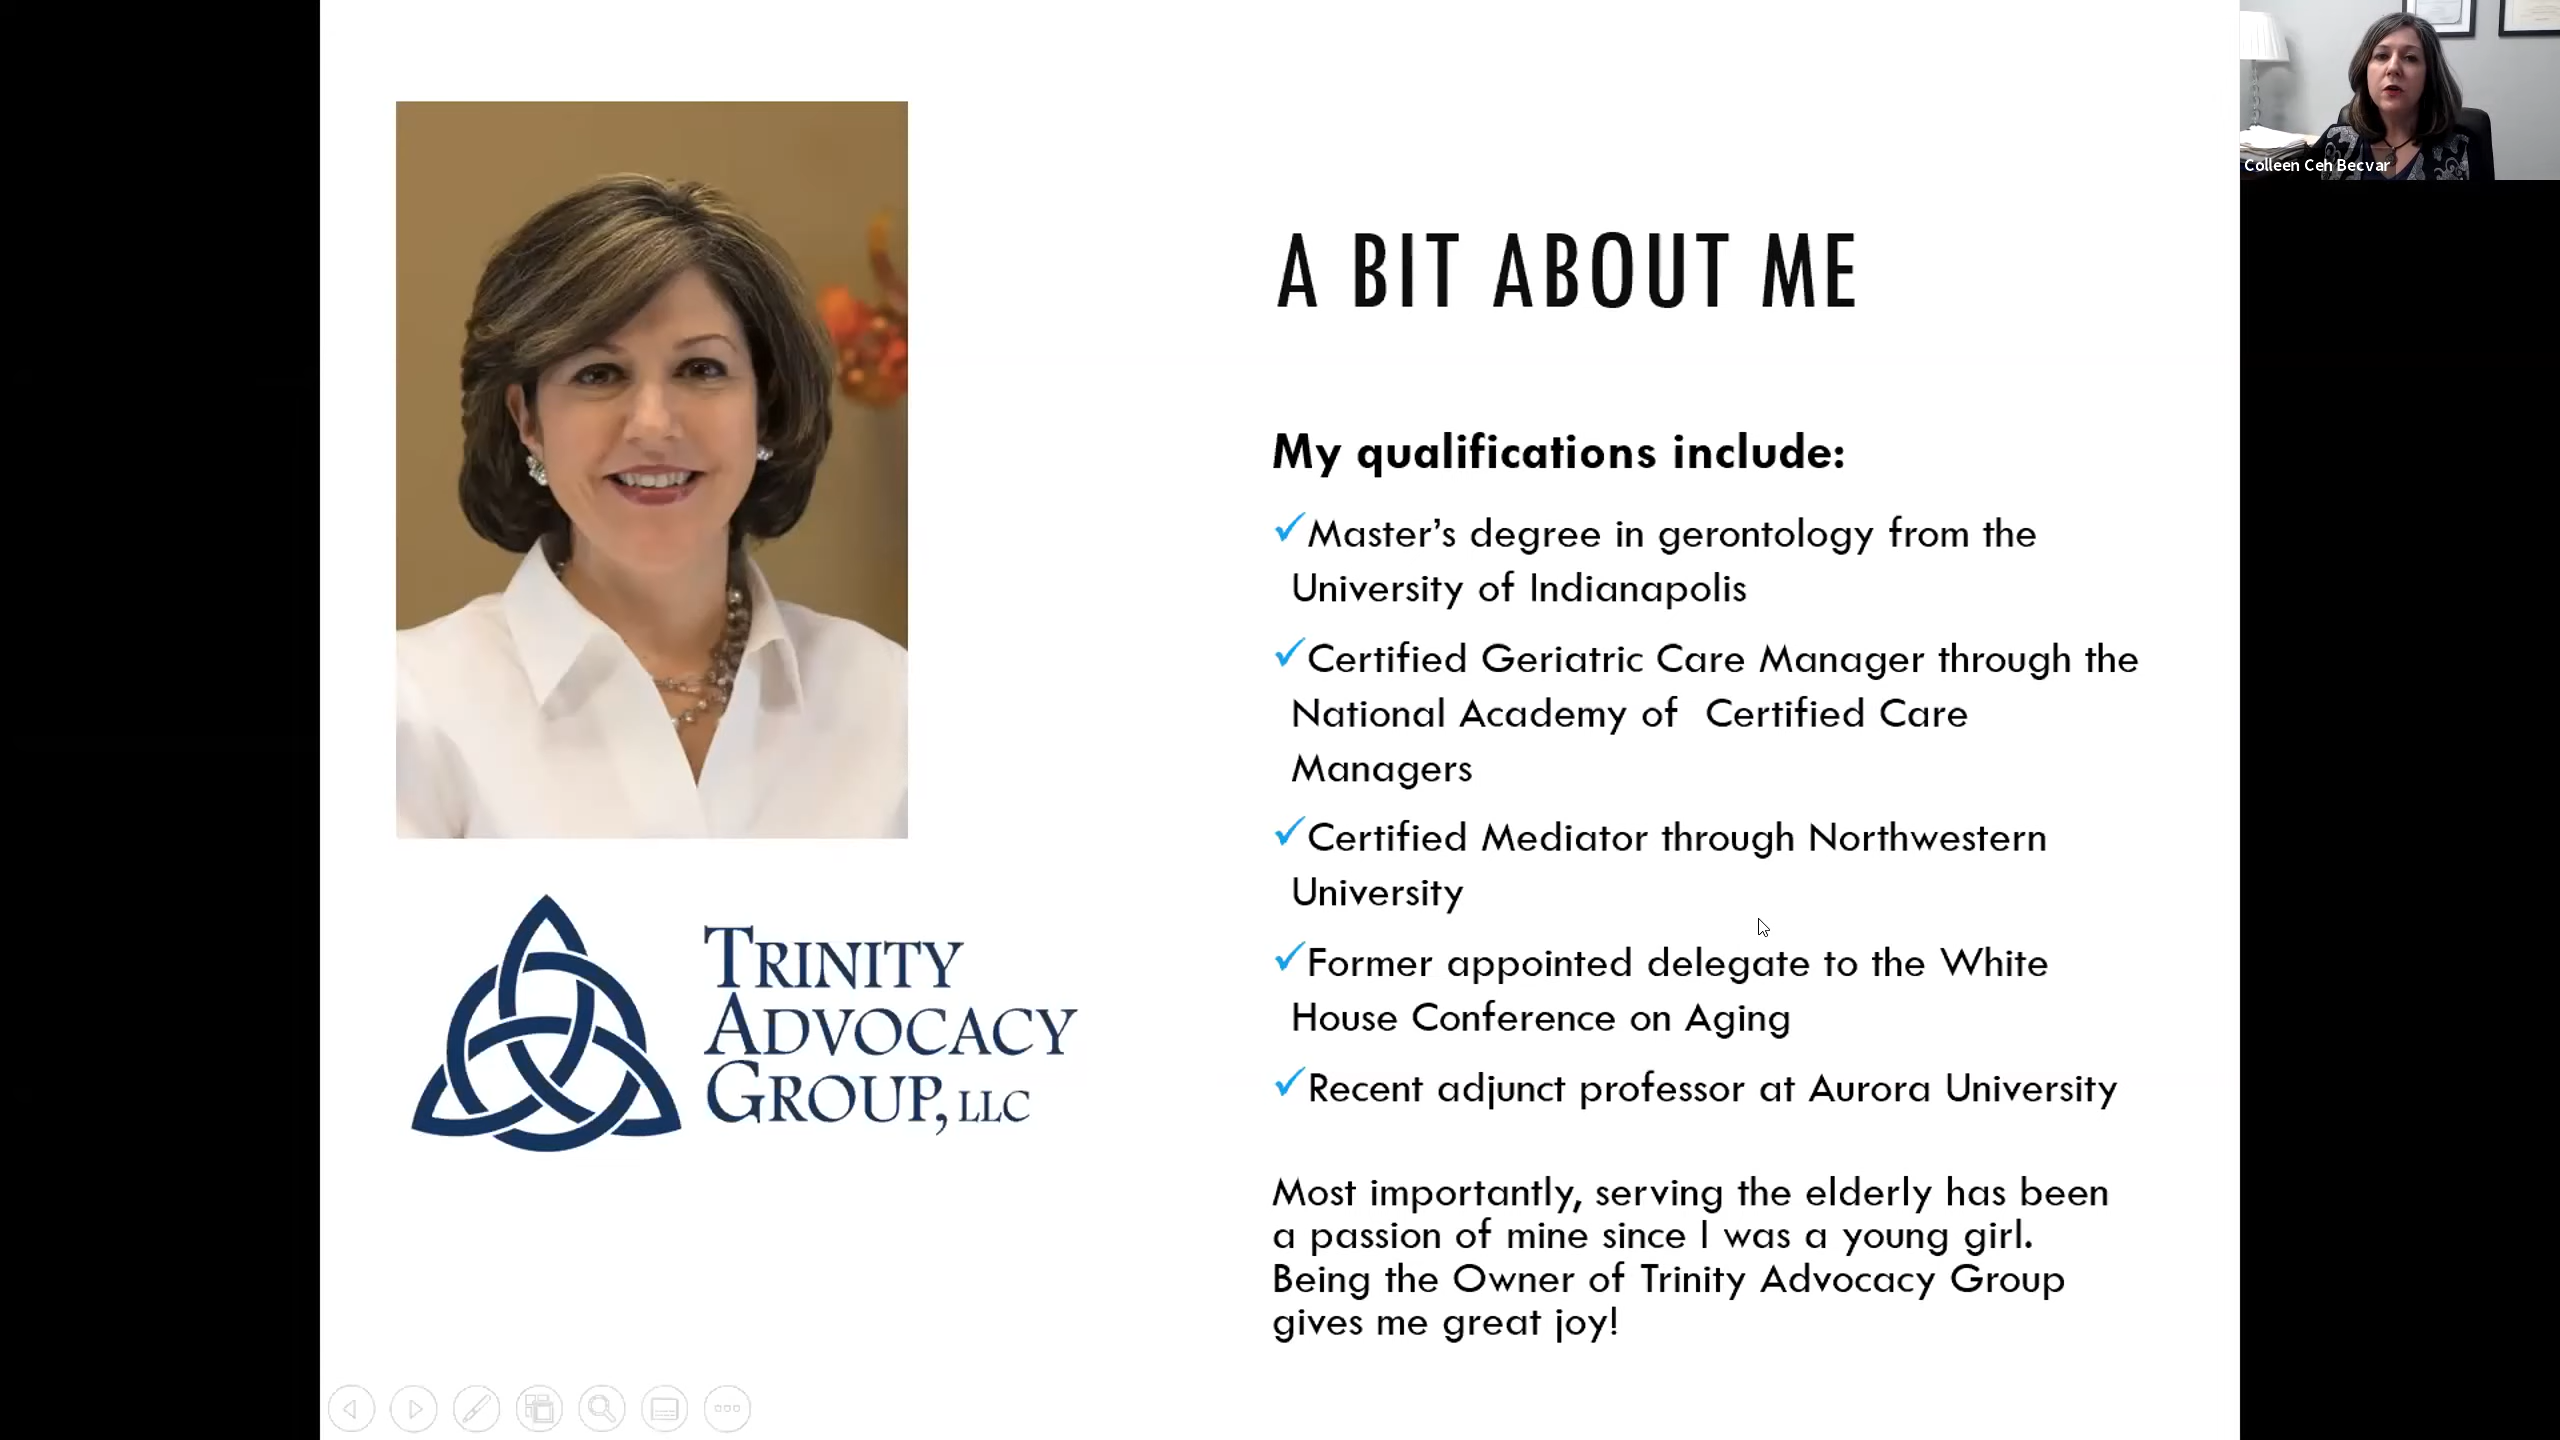 Colleen Ceh Becvar
A BIT ABOUT ME
My qualifications include:
✓Master’s degree in gerontology from the
University of Indianapolis
✓Certified Geriatric Care Manager through the
National Academy of  Certified Care
Managers
✓Certified Mediator through Northwestern
University
✓Former appointed delegate to the White
House Conference on Aging
✓Recent adjunct professor at Aurora University
Most importantly, serving the elderly has been
a passion of mine since I was a young girl.
Being the Owner of Trinity Advocacy Group
gives me great joy!
TRINITY
ADVOCACY
GROUP, LLC